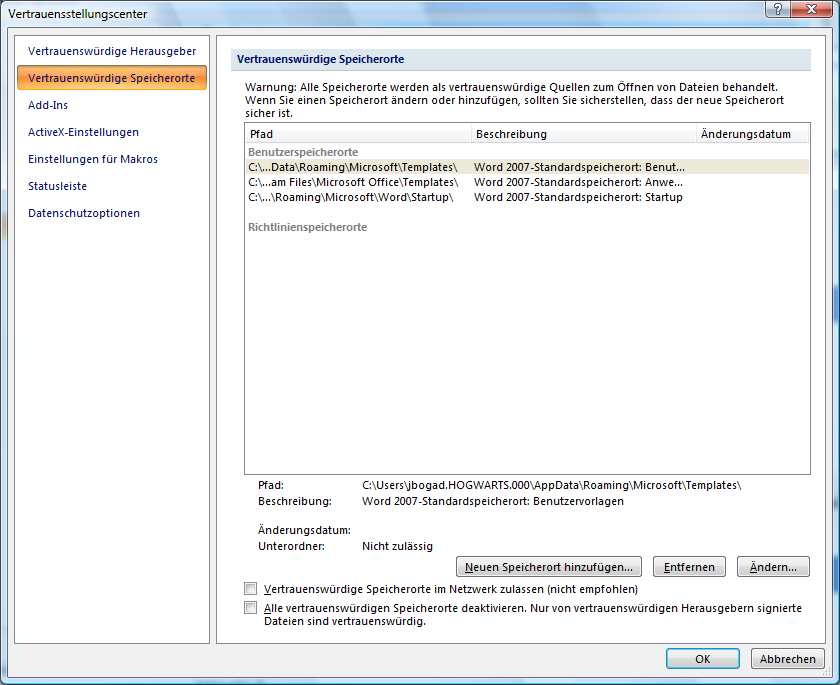 Vertrauensstellungscenter
Vertrauenswürdige Herausgeber
Vertrauenswürdige Speicherorte
Add-Ins
ActiveX-Einstellungen
Einstellungen für Makros
Statusleiste
Datenschutzoptionen
Vertrauenswürdige Speicherorte
Warnung: Alle Speicherorte werden als vertrauenswürdige Quellen zum Öffnen von Dateien behandelt.
Wenn Sie einen Speicherort ändern oder hinzufügen, sollten Sie sicherstellen, dass der neue Speicherort
sicher ist.
Pfad Beschreibung Änderungsdatum
Benutzerspeicherorte
C:\...Data\Roaming\Microsoft\Templates\ Word 2007-Standardspeicherort: Benut...
C:\...am Files\Microsoft Office\Templates\ Word 2007-Standardspeicherort: Anwe...
C:\...\Roaming\Microsoft\Word\Startup\ Word 2007-Standardspeicherort: Startup
Richtlinienspeicherorte
Pfad: C:\Users\jbogad.HOGWARTS.000\AppData\Roaming\Microsoft\Templates\
Beschreibung: Word 2007-Standardspeicherort: Benutzervorlagen
Änderungsdatum:
Unterordner: Nicht zulässig
Neuen Speicherort hinzufügen... Entfernen Ändern...
Vertrauenswürdige Speicherorte im Netzwerk zulassen (nicht empfohlen)
Alle vertrauenswürdigen Speicherorte deaktivieren. Nur von vertrauenswürdigen Herausgebern signierte
Dateien sind vertrauenswürdig.
OK Abbrechen